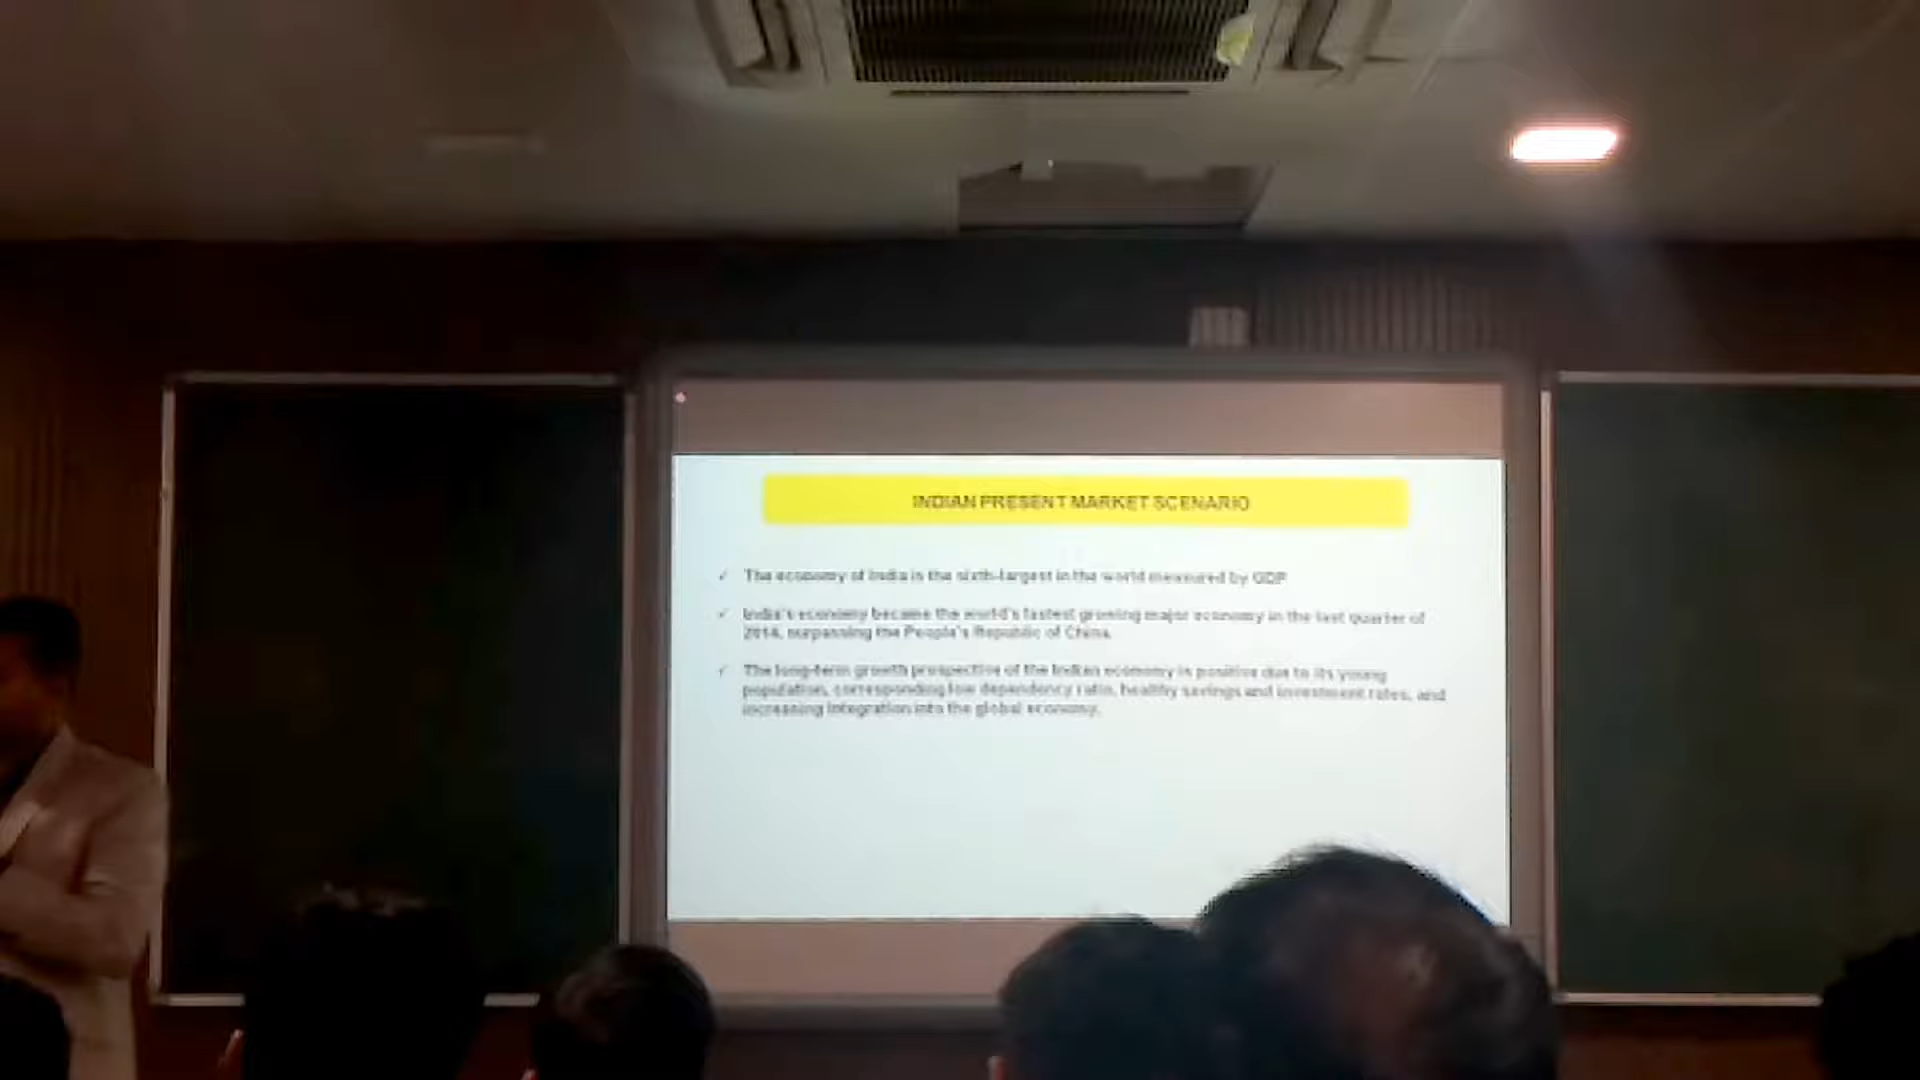 INDIAN PRESENT MARKET SCENARIO
✓ The economy of India is the sixth-largest in the world measured by GDP
✓ India's economy became the world's fastest growing major economy in the last quarter of
2014, surpassing the People's Republic of China.
✓ The long-term growth prospective of the Indian economy is positive due to its young
population, corresponding low dependency ratio, healthy savings and investment rates, and
increasing integration into the global economy.